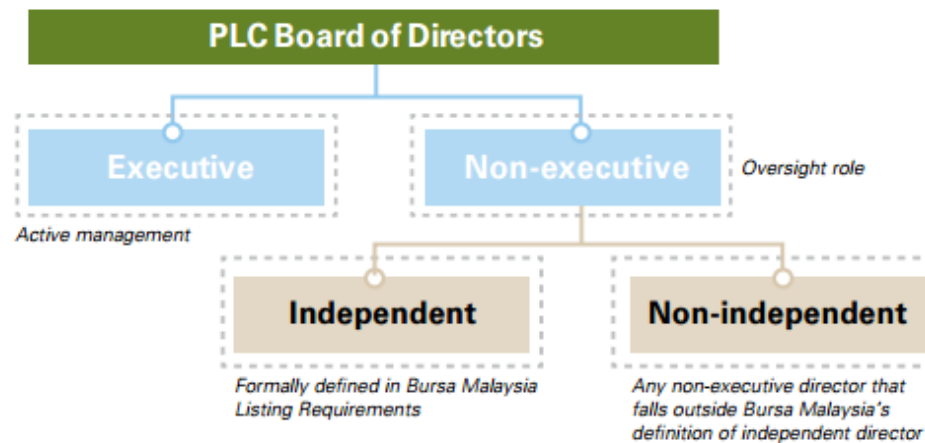 PLC Board of Directors
Executive
Non-executive
Oversight role
Active management
Independent
Non-independent
Formally defined in Bursa Malaysia
Listing Requirements
Any non-executive director that
falls outside Bursa Malaysia's
definition of independent director